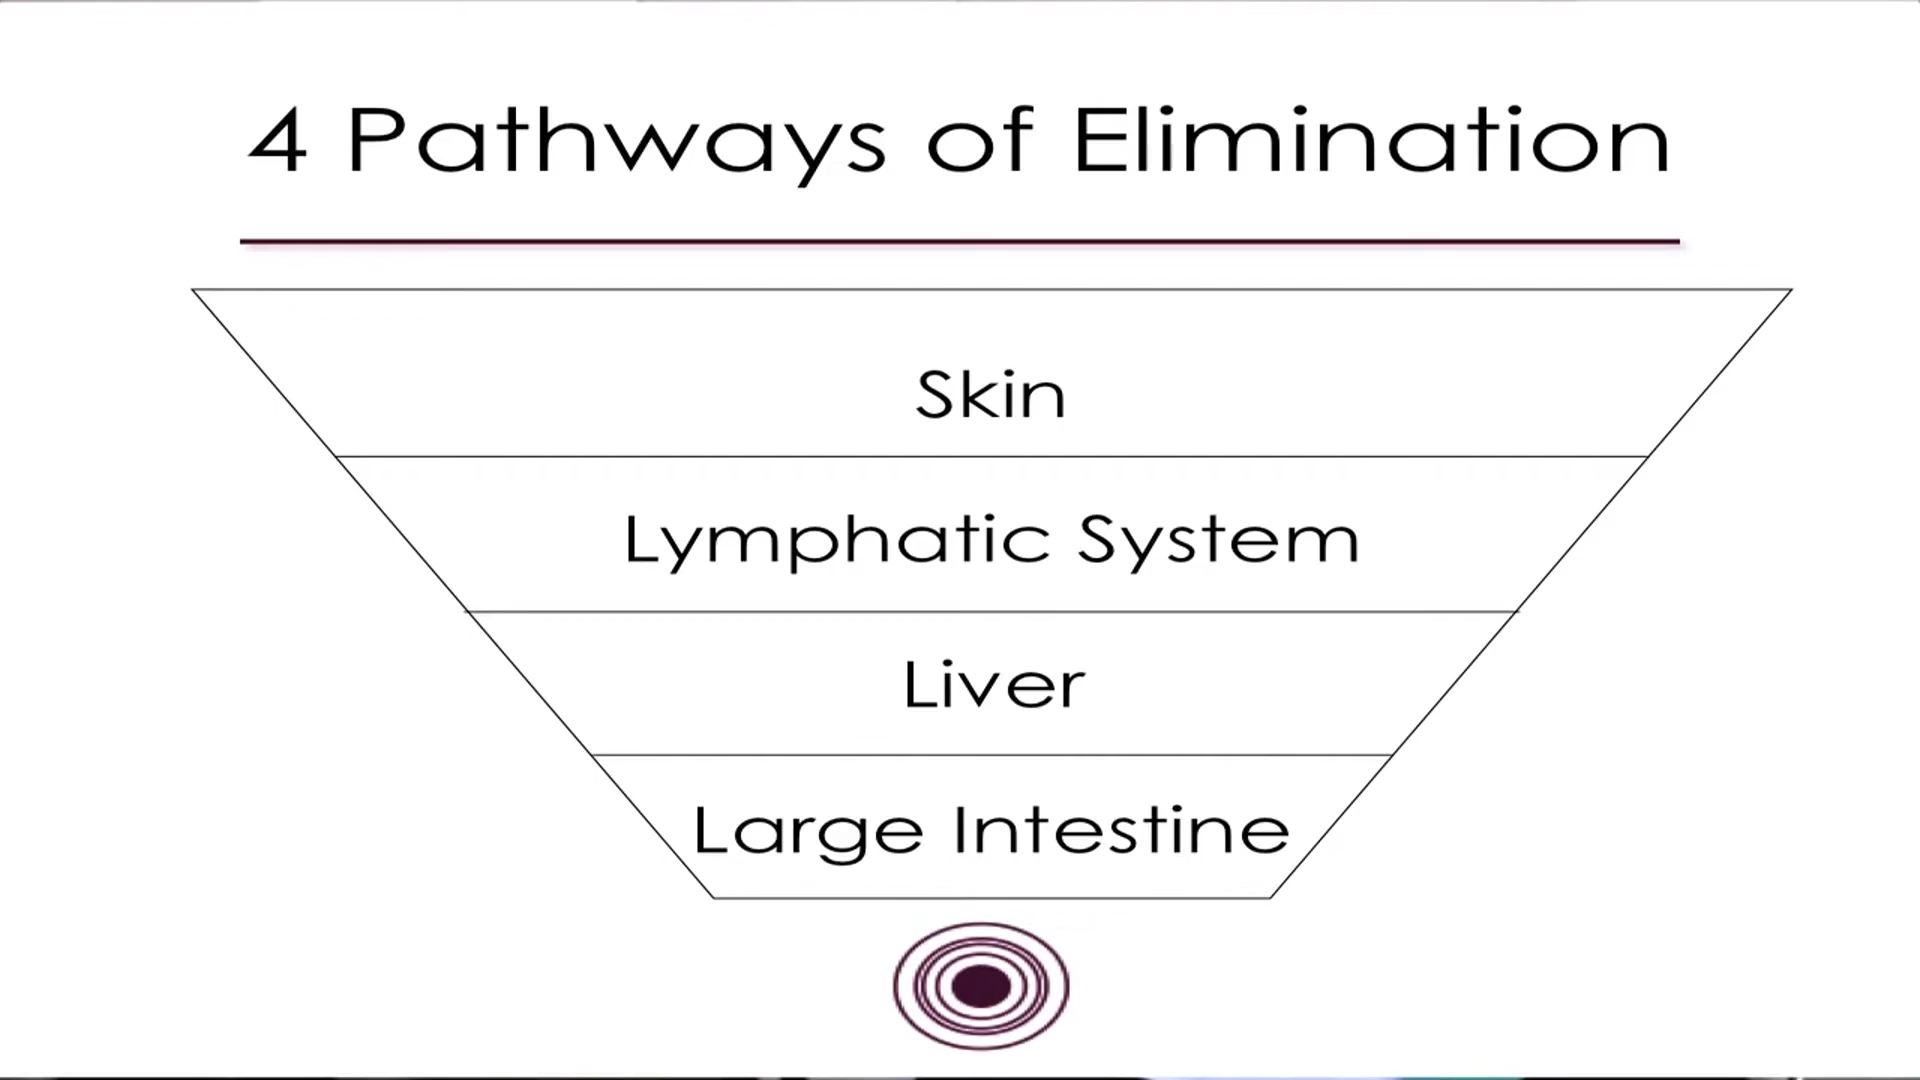 4 Pathways of Elimination
Skin
Lymphatic System
Liver
Large Intestine